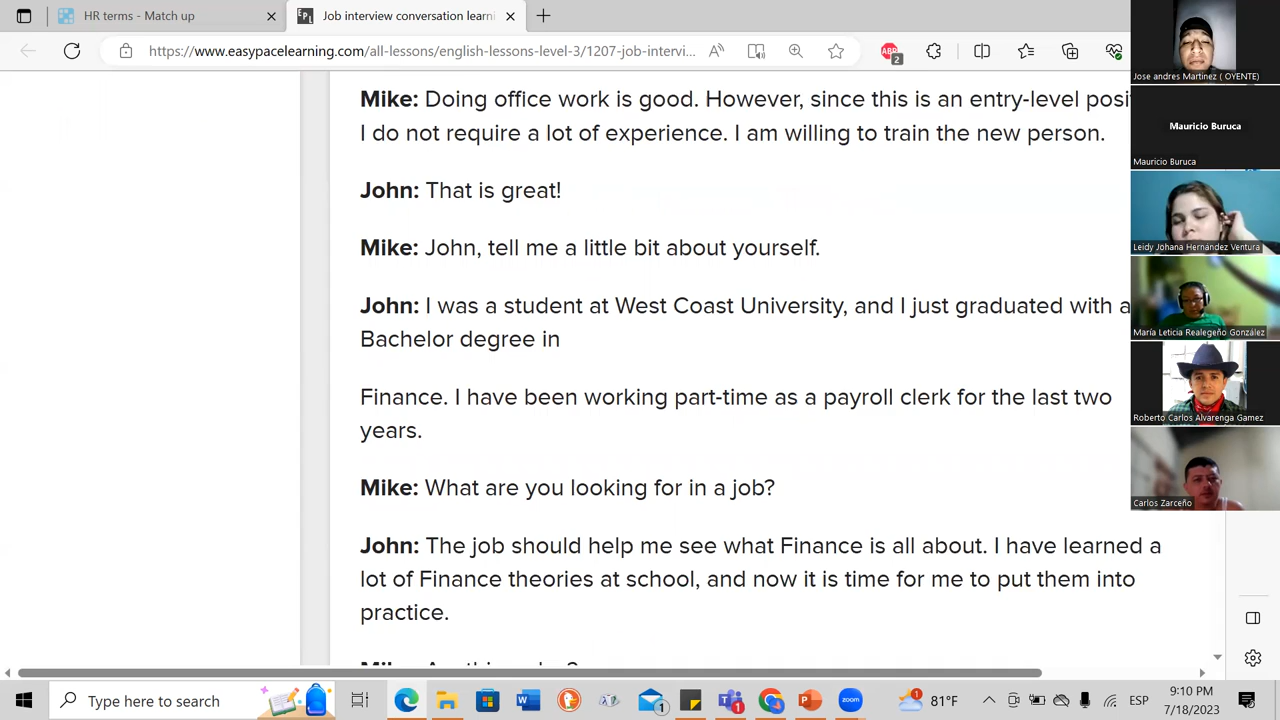 HR terms - Match up
Job interview conversation learni
https://www.easypacelearning.com/all-lessons/english-lessons-level-3/1207-job-intervi...
Mike: Doing office work is good. However, since this is an entry-level posi
I do not require a lot of experience. I am willing to train the new person.
John: That is great!
Mike: John, tell me a little bit about yourself.
John: I was a student at West Coast University, and I just graduated with a
Bachelor degree in
Finance. I have been working part-time as a payroll clerk for the last two
years.
Mike: What are you looking for in a job?
John: The job should help me see what Finance is all about. I have learned a
lot of Finance theories at school, and now it is time for me to put them into
practice.
Jose andres Martinez ( OYENTE)
Mauricio Buruca
Mauricio Buruca
Leidy Johana Hernández Ventura
María Leticia Realegeño González
Roberto Carlos Alvarenga Gamez
Carlos Zarceño
Type here to search
81°F
ESP
9:10 PM
7/18/2023